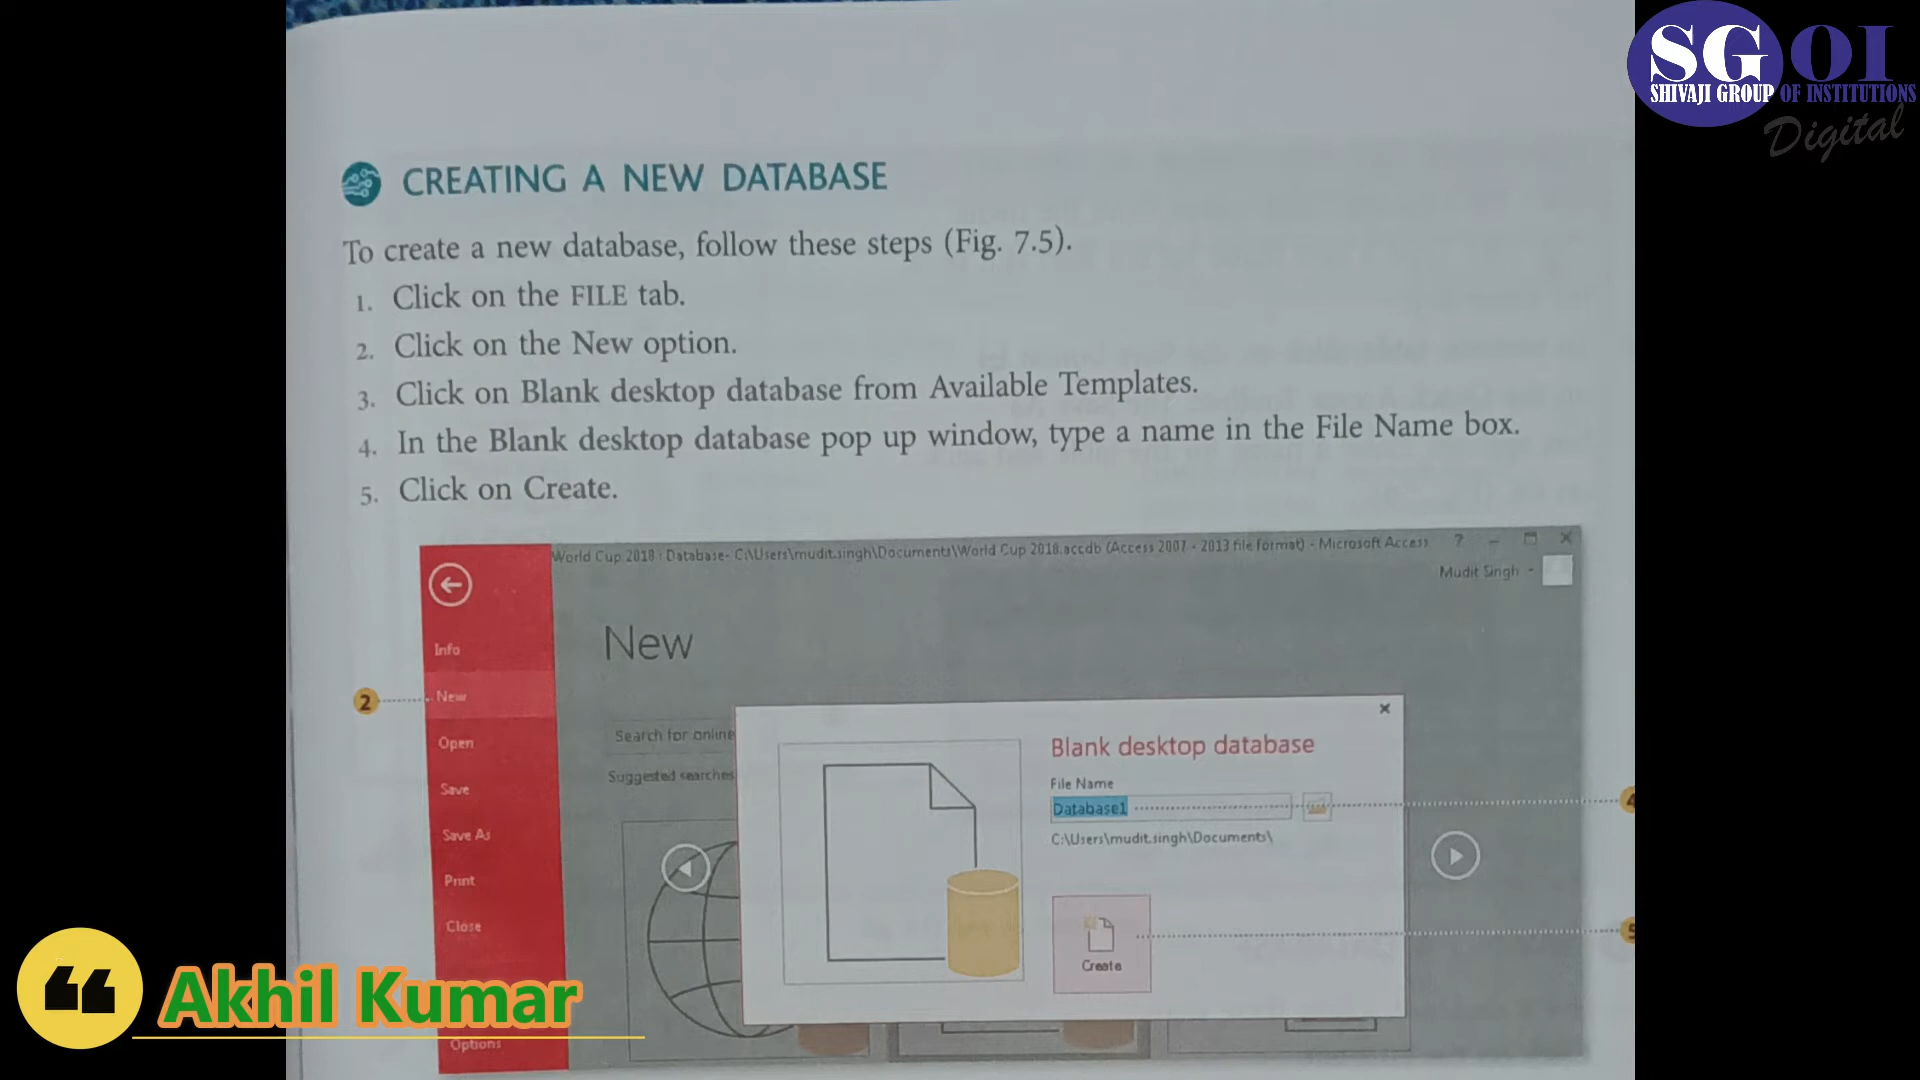 SGOI
SHIVAJI GROUP OF INSTITUTIONS
Digital
CREATING A NEW DATABASE
To create a new database, follow these steps (Fig. 7.5).
1. Click on the FILE tab.
2. Click on the New option.
3. Click on Blank desktop database from Available Templates.
4. In the Blank desktop database pop up window, type a name in the File Name box.
5. Click on Create.
World Cup 2018 : Database- C:\Users\mudit.singh\Documents\World Cup 2018.accdb (Access 2007 - 2013 file format) - Microsoft Access ?
Mudit Singh
New
Info
2
New
Open
Save
Save As
Print
Close
Options
Search for online
Suggested searches
Blank desktop database
File Name
Database1
4
C:\Users\mudit.singh\Documents\
Create
5
Akhil Kumar